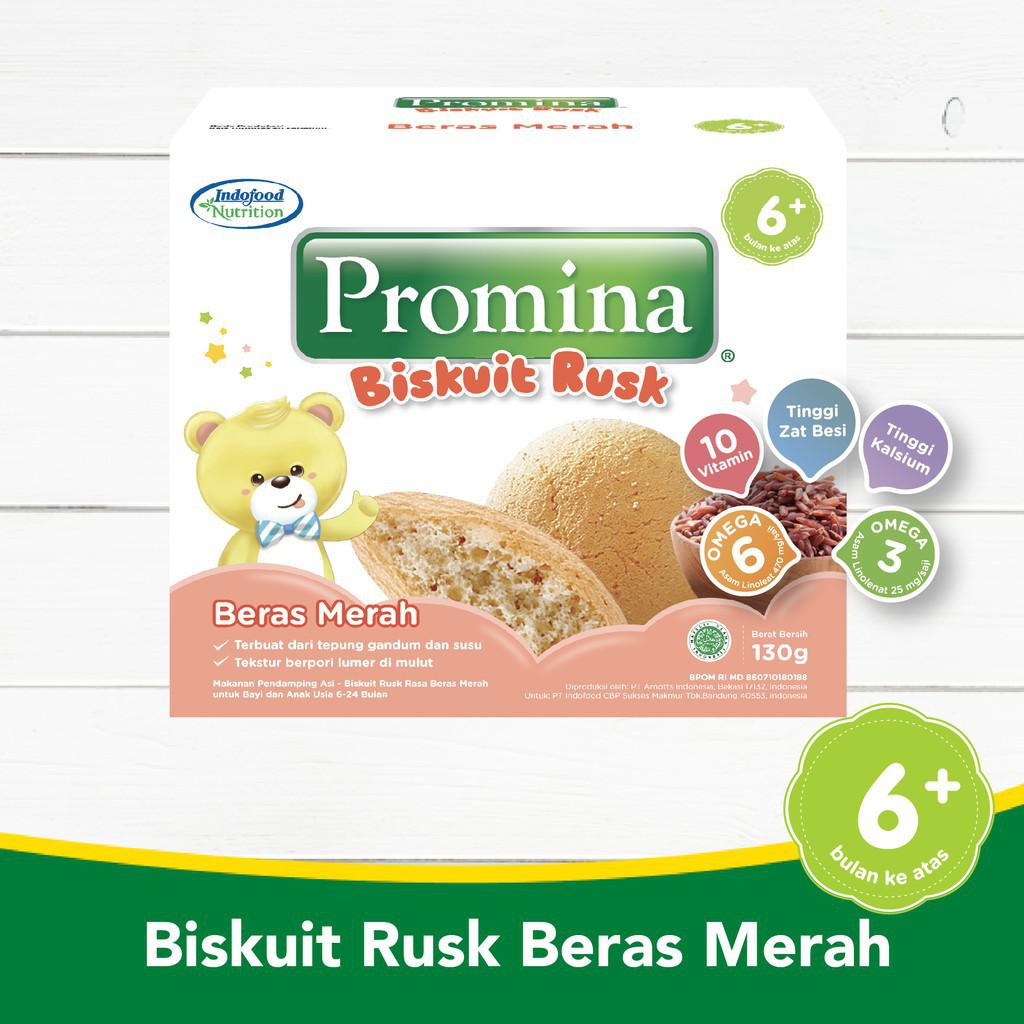 Promina
Biskuit Rusk
Beras Merah
6+
Indofood
Nutrition
6+
bulan ke atas
Promina
®
Biskuit Rusk
10
Vitamin
Tinggi
Zat Besi
Tinggi
Kalsium
OMEGA
6
Asam Linoleat 470 mg/saji
OMEGA
3
Asam Linolenat 25 mg/saji
Beras Merah
Terbuat dari tepung gandum dan susu
Tekstur berpori lumer di mulut
Makanan Pendamping Asi - Biskuit Rusk Rasa Beras Merah
untuk Bayi dan Anak Usia 6-24 Bulan
Berat Bersih
130g
BPOM RI MD 860710180188
Diproduksi oleh: PT Arnotts Indonesia, Bekasi 17132, Indonesia
Untuk: PT Indofood CBP Sukses Makmur Tbk.Bandung 40553. Indonesia
6+
bulan ke atas
Biskuit Rusk Beras Merah